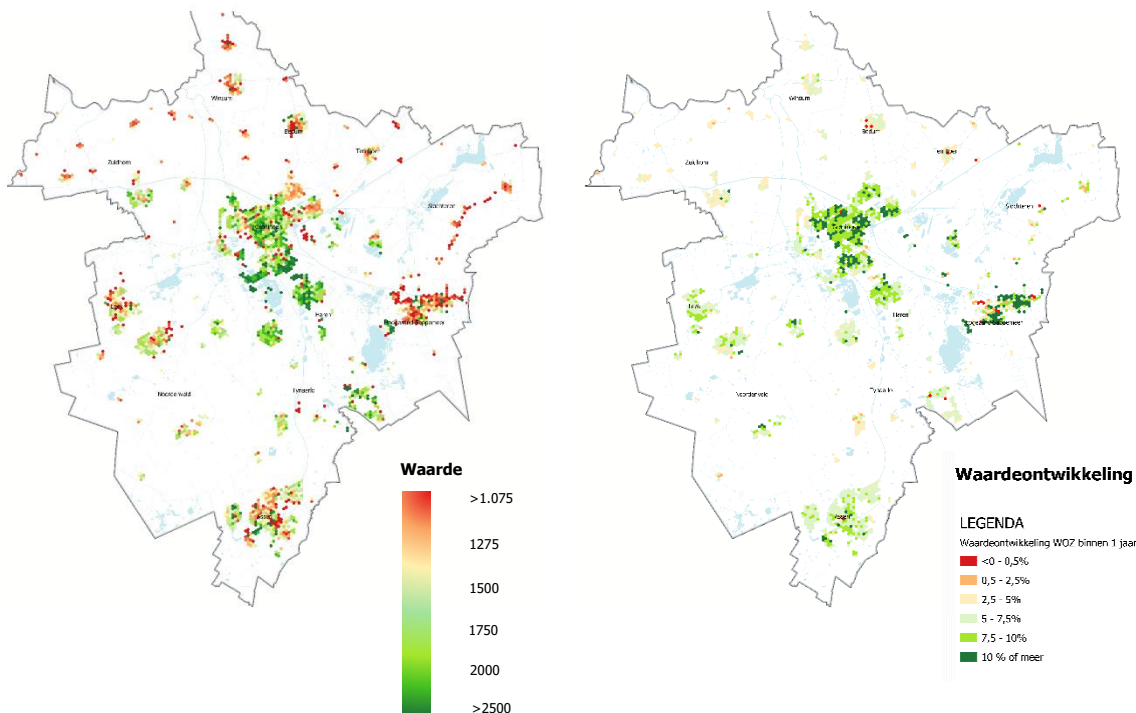 Winsum
Bedum
Ten Boer
Zuidhorn
Slochteren
Groningen
Leek
Haren
Hoogezand-Sappemeer
Noordenveld
Tynaarlo
Assen
Waarde
>1.075
1275
1500
1750
2000
>2500
Winsum
Bedum
Ten Boer
Zuidhorn
Slochteren
Groningen
Leek
Haren
Hoogezand-Sappemeer
Noordenveld
Tynaarlo
Assen
Waardeontwikkeling
LEGENDA
Waardeontwikkeling WOZ binnen 1 jaar
<0 - 0,5%
0,5 - 2,5%
2,5 - 5%
5 - 7,5%
7,5 - 10%
10 % of meer